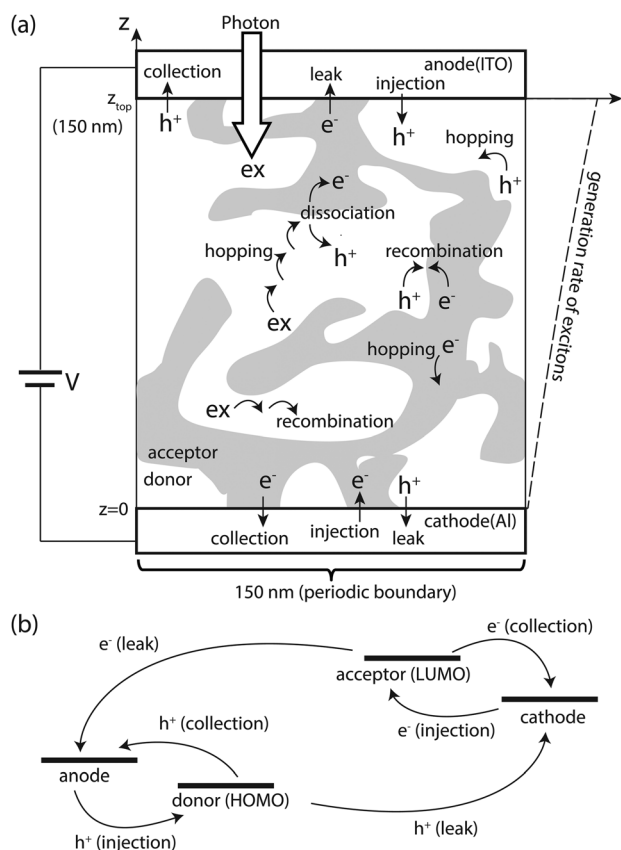 (a)
z
Photon
anode(ITO)
collection
leak
injection
z_top
(150 nm)
h⁺
e⁻
h⁺
ex
hopping
h⁺
e⁻
dissociation
hopping
h⁺
recombination
h⁺
e⁻
ex
generation rate of excitons
V
hopping
e⁻
ex
recombination
acceptor
donor
e⁻
e⁻
h⁺
z=0
cathode(Al)
collection
injection
leak
150 nm (periodic boundary)
(b)
e⁻ (leak)
e⁻ (collection)
acceptor (LUMO)
cathode
e⁻ (injection)
h⁺ (collection)
anode
donor (HOMO)
h⁺ (leak)
h⁺ (injection)